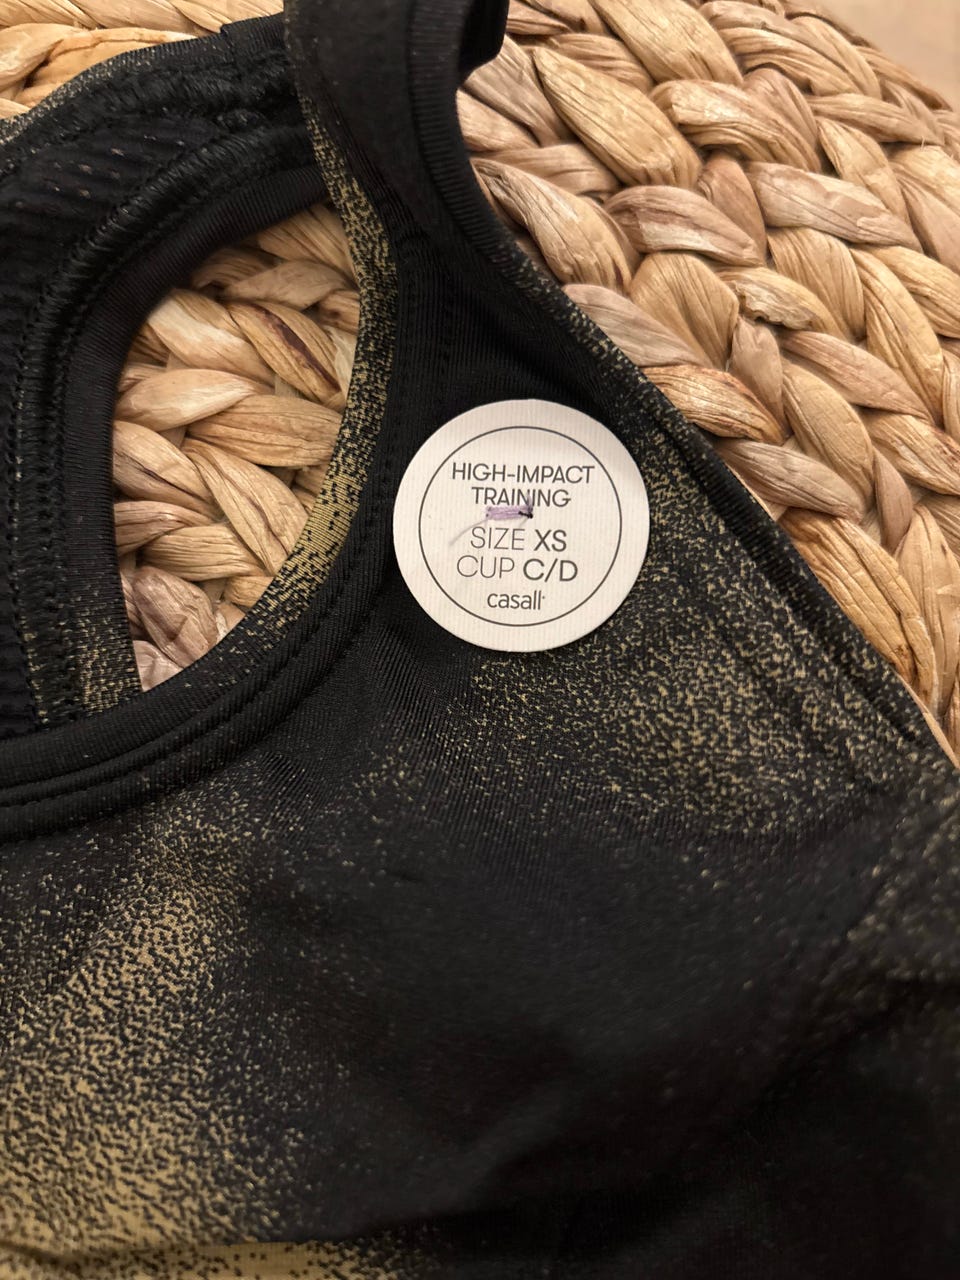 HIGH-IMPACT
TRAINING
SIZE XS
CUP C/D
casall